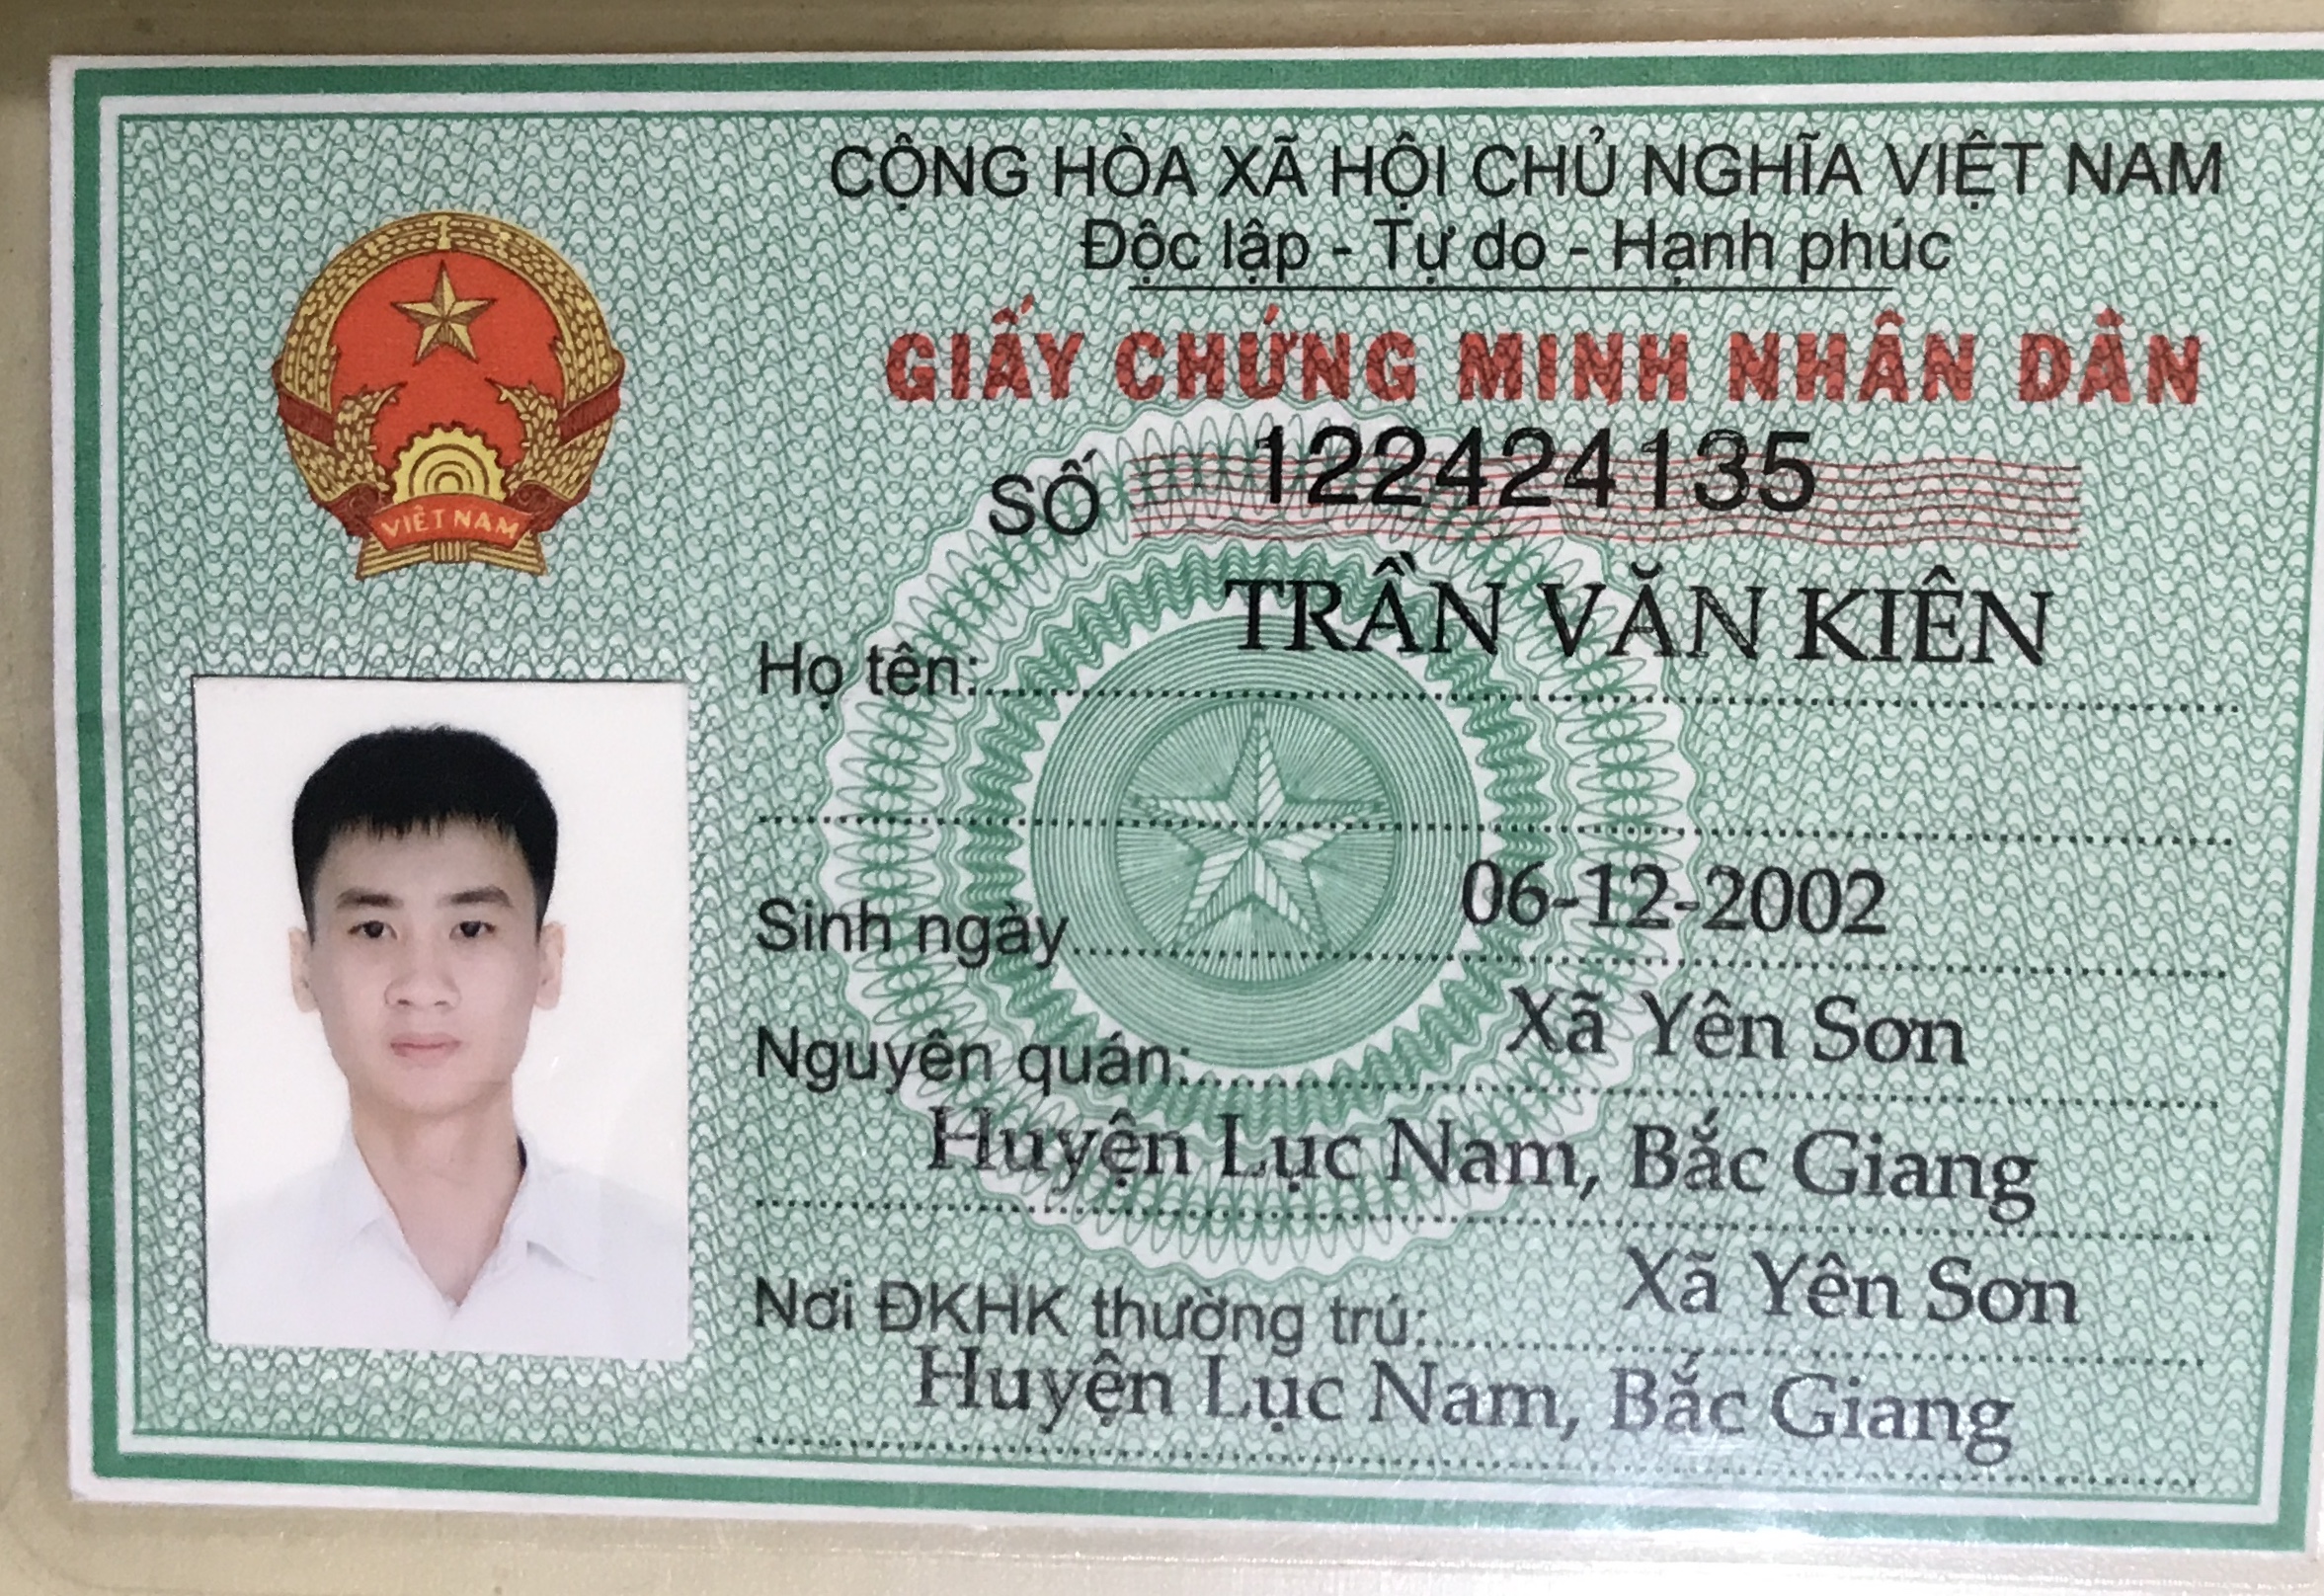 CỘNG HÒA XÃ HỘI CHỦ NGHĨA VIỆT NAM
Độc lập - Tự do - Hạnh phúc
GIẤY CHỨNG MINH NHÂN DÂN
SỐ 122424135
VIỆT NAM
Họ tên: TRẦN VĂN KIÊN
Sinh ngày 06-12-2002
Nguyên quán: Xã Yên Sơn
Huyện Lục Nam, Bắc Giang
Nơi ĐKHK thường trú: Xã Yên Sơn
Huyện Lục Nam, Bắc Giang